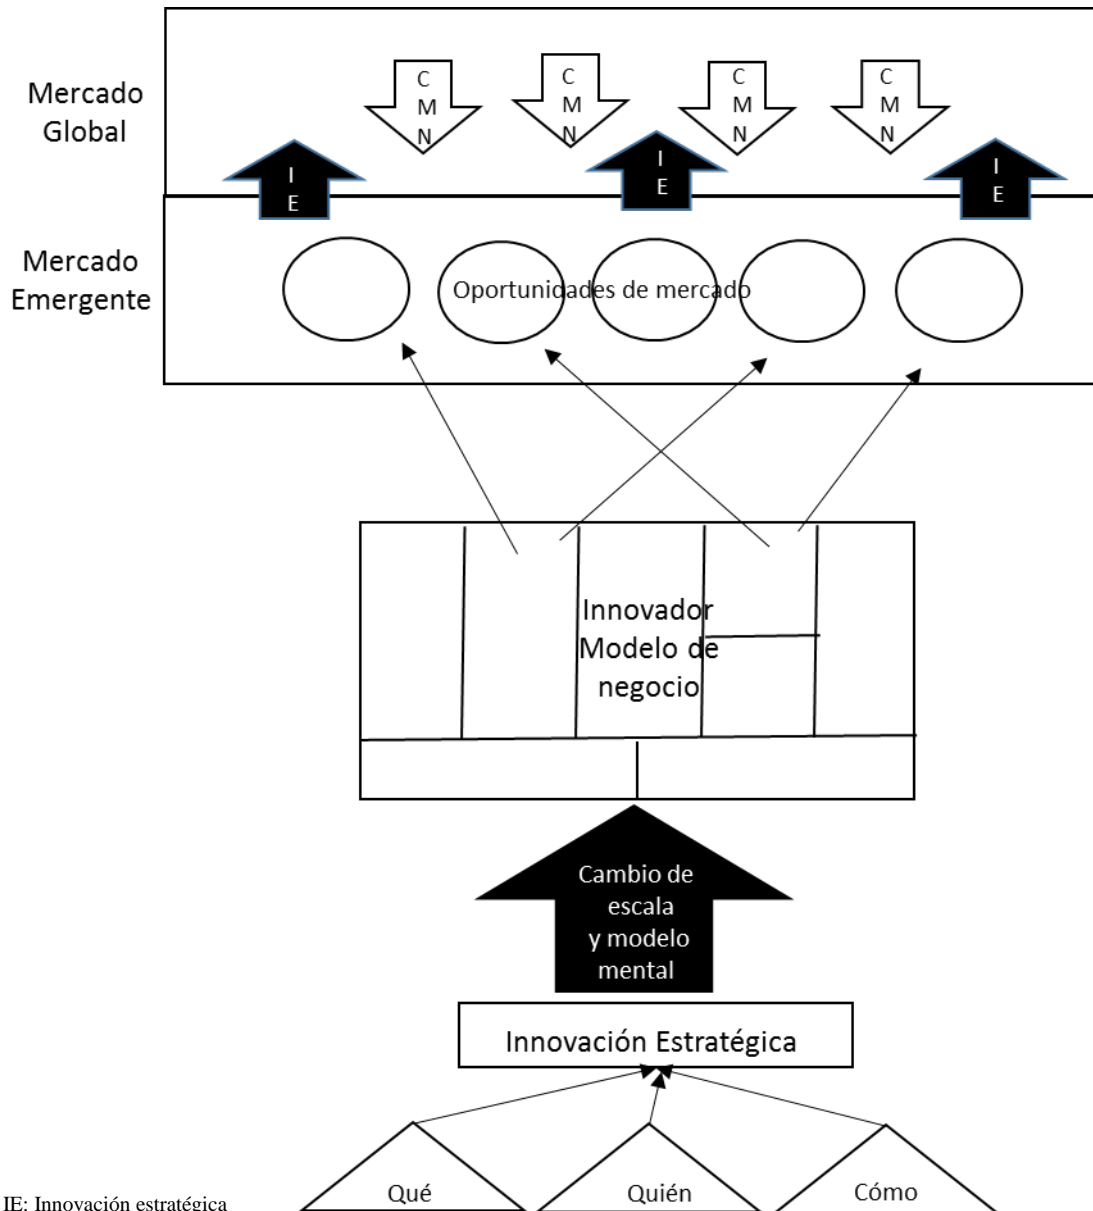 Mercado
Global
C
M
N
C
M
N
C
M
N
C
M
N
I
E
I
E
I
E
Mercado
Emergente
Oportunidades de mercado
Innovador
Modelo de
negocio
Cambio de
escala
y modelo
mental
Innovación Estratégica
Qué
Quién
Cómo
IE: Innovación estratégica